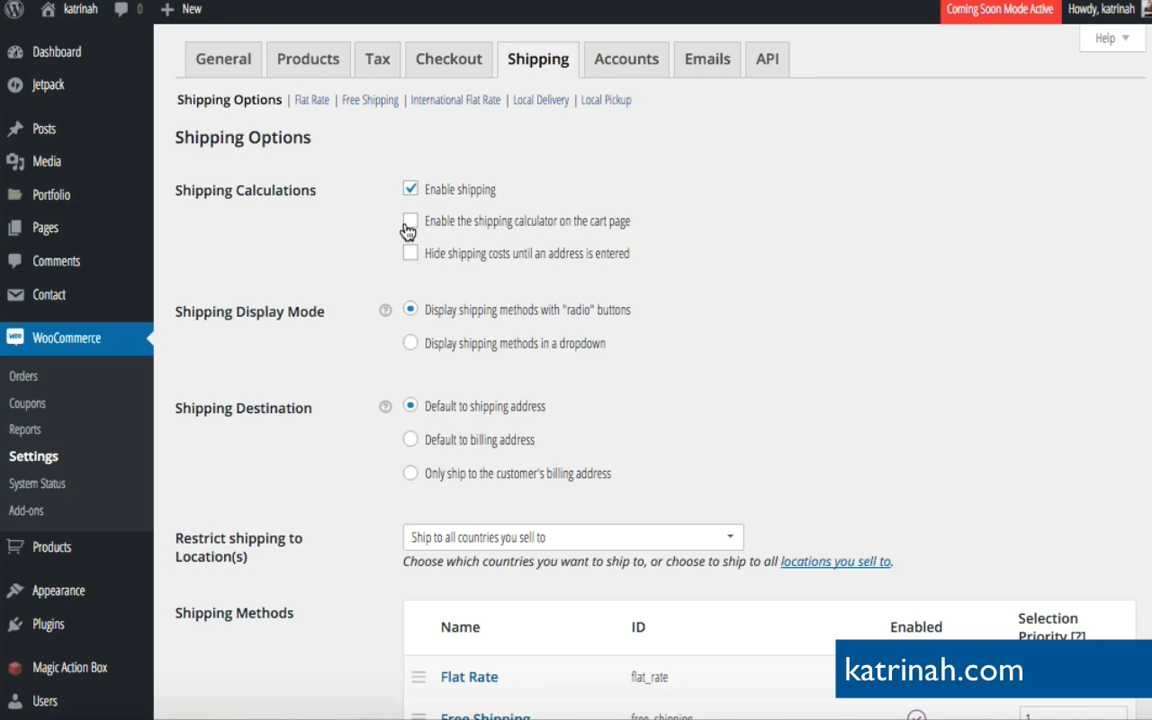 katrinah
0
New
Coming Soon Mode Active
Howdy, katrinah
Help
Dashboard
Jetpack
Posts
Media
Portfolio
Pages
Comments
Contact
WooCommerce
Orders
Coupons
Reports
Settings
System Status
Add-ons
Products
Appearance
Plugins
Magic Action Box
Users
General
Products
Tax
Checkout
Shipping
Accounts
Emails
API
Shipping Options | Flat Rate | Free Shipping | International Flat Rate | Local Delivery | Local Pickup
Shipping Options
Shipping Calculations
Enable shipping
Enable the shipping calculator on the cart page
Hide shipping costs until an address is entered
Shipping Display Mode
Display shipping methods with "radio" buttons
Display shipping methods in a dropdown
Shipping Destination
Default to shipping address
Default to billing address
Only ship to the customer's billing address
Restrict shipping to
Location(s)
Ship to all countries you sell to
Choose which countries you want to ship to, or choose to ship to all locations you sell to.
Shipping Methods
Name
ID
Enabled
Selection
Priority [?]
Flat Rate
flat_rate
Free Shipping
free_shipping
1
katrinah.com